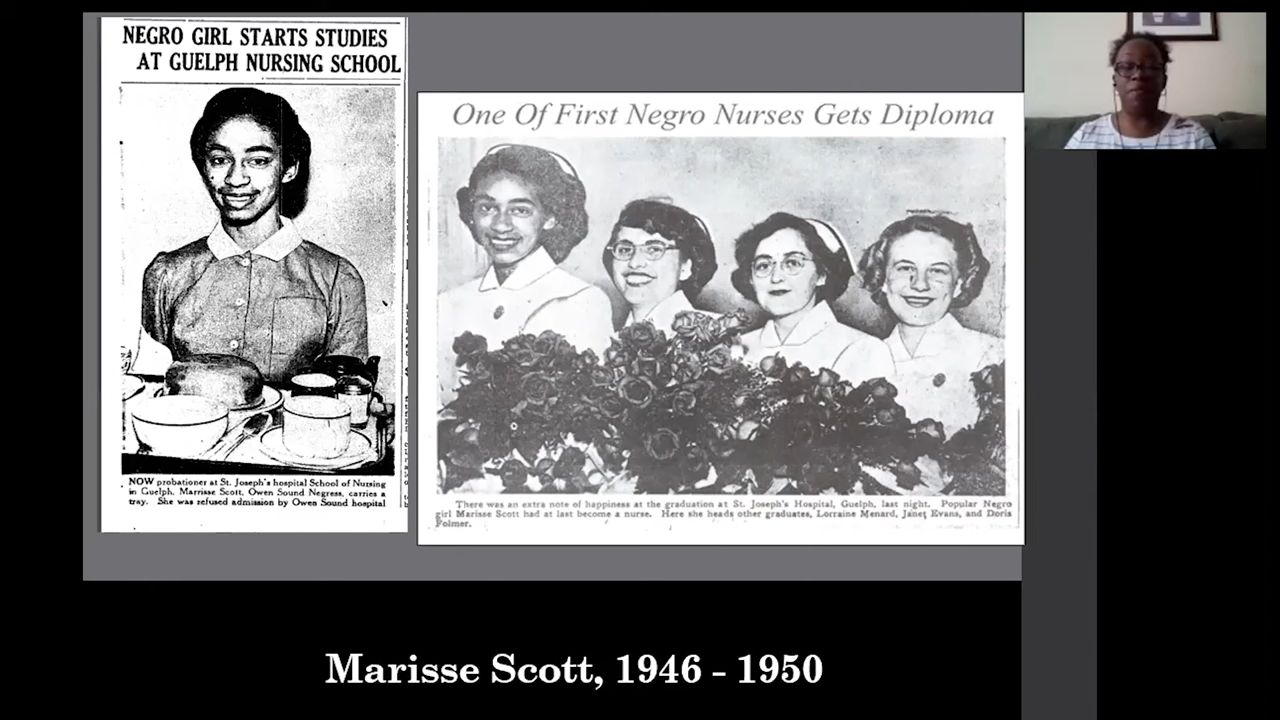 NEGRO GIRL STARTS STUDIES
AT GUELPH NURSING SCHOOL
NOW probationer at St. Joseph's hospital School of Nursing
in Guelph, Marrisse Scott, Owen Sound Negress, carries a
tray. She was refused admission by Owen Sound hospital
One Of First Negro Nurses Gets Diploma
There was an extra note of happiness at the graduation at St. Joseph's Hospital, Guelph, last night. Popular Negro
girl Marisse Scott had at last become a nurse. Here she heads other graduates, Lorraine Menard, Janet Evans, and Doris
Folmer.
Marisse Scott, 1946 - 1950